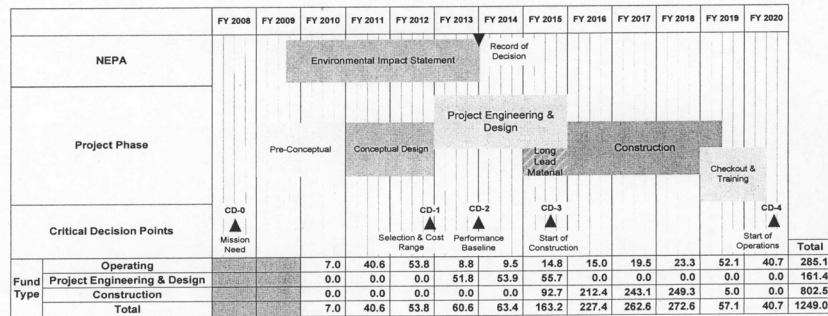 FY 2008 FY 2009 FY 2010 FY 2011 FY 2012 FY 2013 FY 2014 FY 2015 FY 2016 FY 2017 FY 2018 FY 2019 FY 2020
NEPA
Environmental Impact Statement
Record of
Decision
Project Phase
Pre-Conceptual
Conceptual Design
Project Engineering &
Design
Long
Lead
Material
Construction
Checkout &
Training
Critical Decision Points
CD-0
Mission
Need
CD-1
Selection & Cost
Range
CD-2
Performance
Baseline
CD-3
Start of
Construction
CD-4
Start of
Operations
Total
Fund
Type
Operating 7.0 40.6 53.8 8.8 9.5 14.8 15.0 19.5 23.3 52.1 40.7 285.1
Project Engineering & Design 0.0 0.0 0.0 51.8 53.9 55.7 0.0 0.0 0.0 0.0 0.0 161.4
Construction 0.0 0.0 0.0 0.0 0.0 92.7 212.4 243.1 249.3 5.0 0.0 802.5
Total 7.0 40.6 53.8 60.6 63.4 163.2 227.4 262.6 272.6 57.1 40.7 1249.0